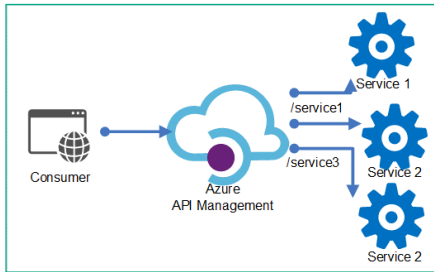 Service 1
/service1
Service 2
/service3
Consumer
Azure
API Management
Service 2